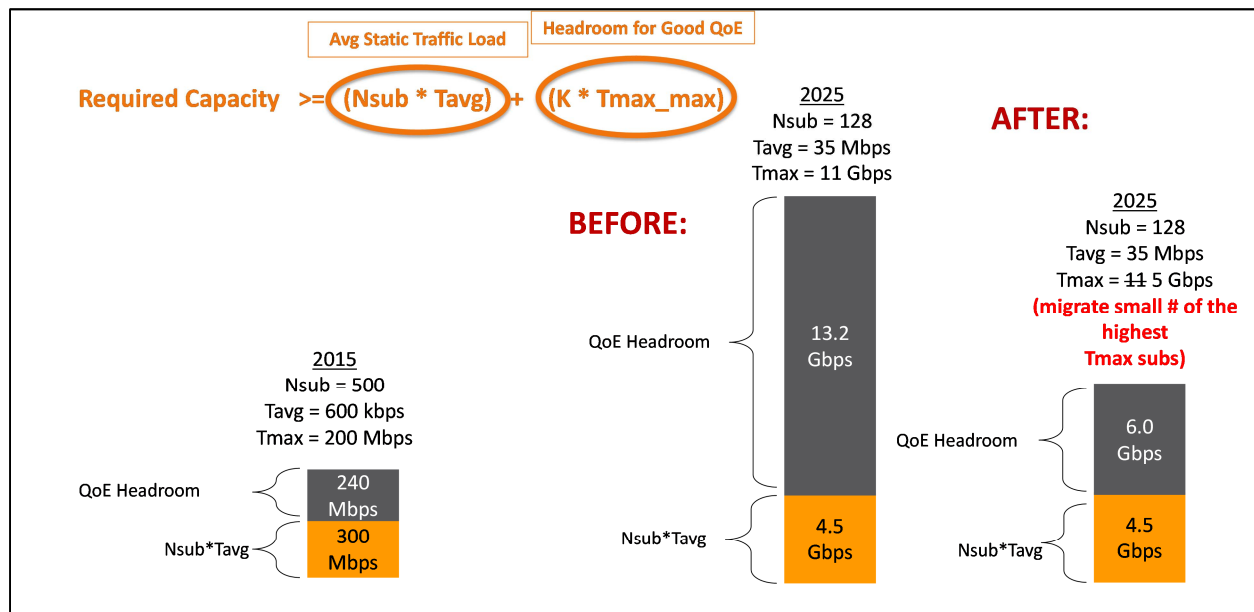 Avg Static Traffic Load
Headroom for Good QoE
Required Capacity >= (Nsub * Tavg) + (K * Tmax_max)
2015
Nsub = 500
Tavg = 600 kbps
Tmax = 200 Mbps
QoE Headroom
240
Mbps
Nsub*Tavg
300
Mbps
BEFORE:
2025
Nsub = 128
Tavg = 35 Mbps
Tmax = 11 Gbps
QoE Headroom
13.2
Gbps
Nsub*Tavg
4.5
Gbps
AFTER:
2025
Nsub = 128
Tavg = 35 Mbps
Tmax = 11 5 Gbps
(migrate small # of the
highest
Tmax subs)
QoE Headroom
6.0
Gbps
Nsub*Tavg
4.5
Gbps